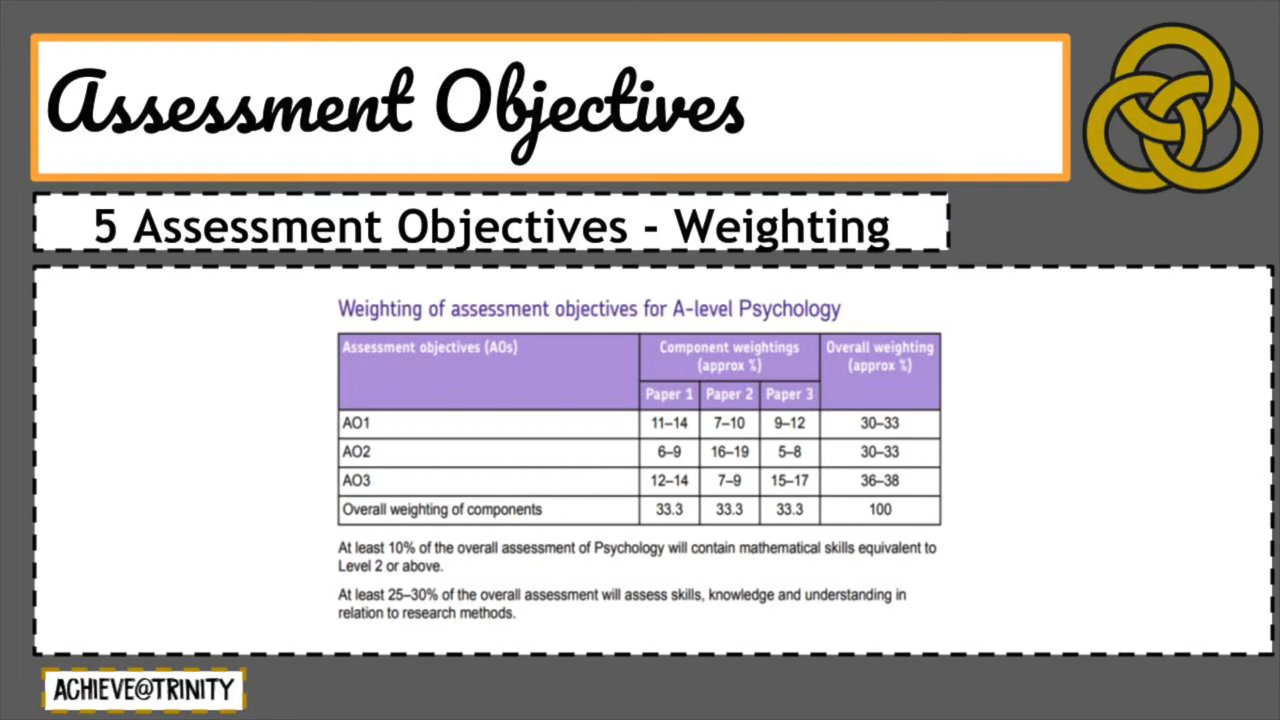 Assessment Objectives
5 Assessment Objectives - Weighting
Weighting of assessment objectives for A-level Psychology
Assessment objectives (AOs)
Component weightings
(approx %)
Overall weighting
(approx %)
Paper 1 Paper 2 Paper 3
AO1 11–14 7–10 9–12 30–33
AO2 6–9 16–19 5–8 30–33
AO3 12–14 7–9 15–17 36–38
Overall weighting of components 33.3 33.3 33.3 100
At least 10% of the overall assessment of Psychology will contain mathematical skills equivalent to
Level 2 or above.
At least 25–30% of the overall assessment will assess skills, knowledge and understanding in
relation to research methods.
ACHIEVE@TRINITY